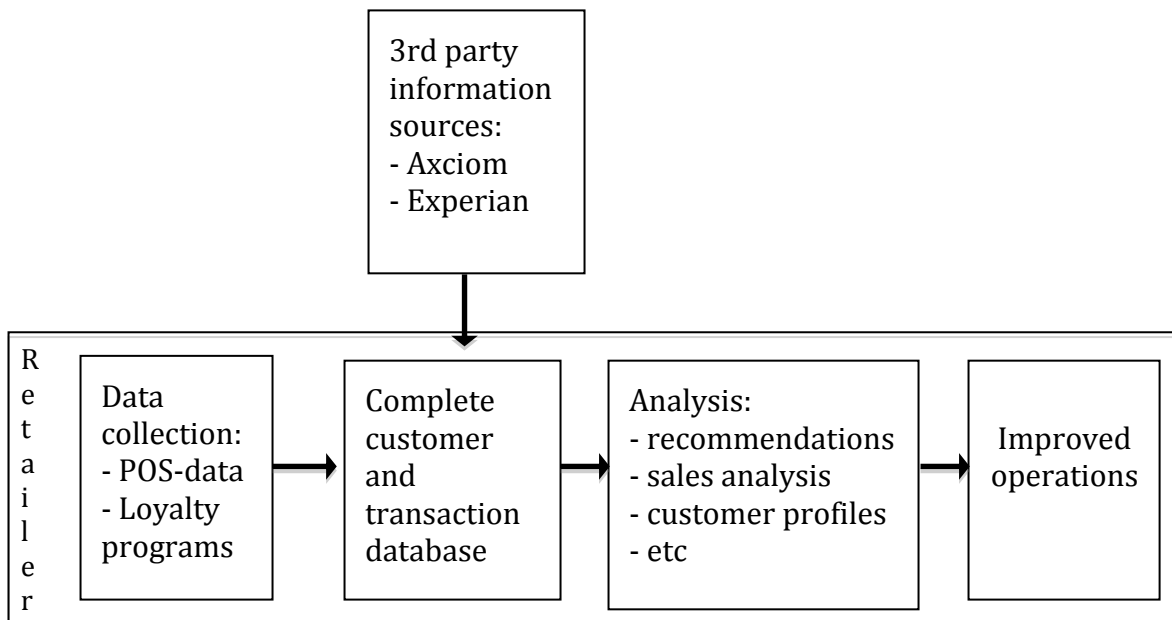 3rd party
information
sources:
- Axciom
- Experian
Retailer
Data
collection:
- POS-data
- Loyalty
programs
Complete
customer
and
transaction
database
Analysis:
- recommendations
- sales analysis
- customer profiles
- etc
Improved
operations